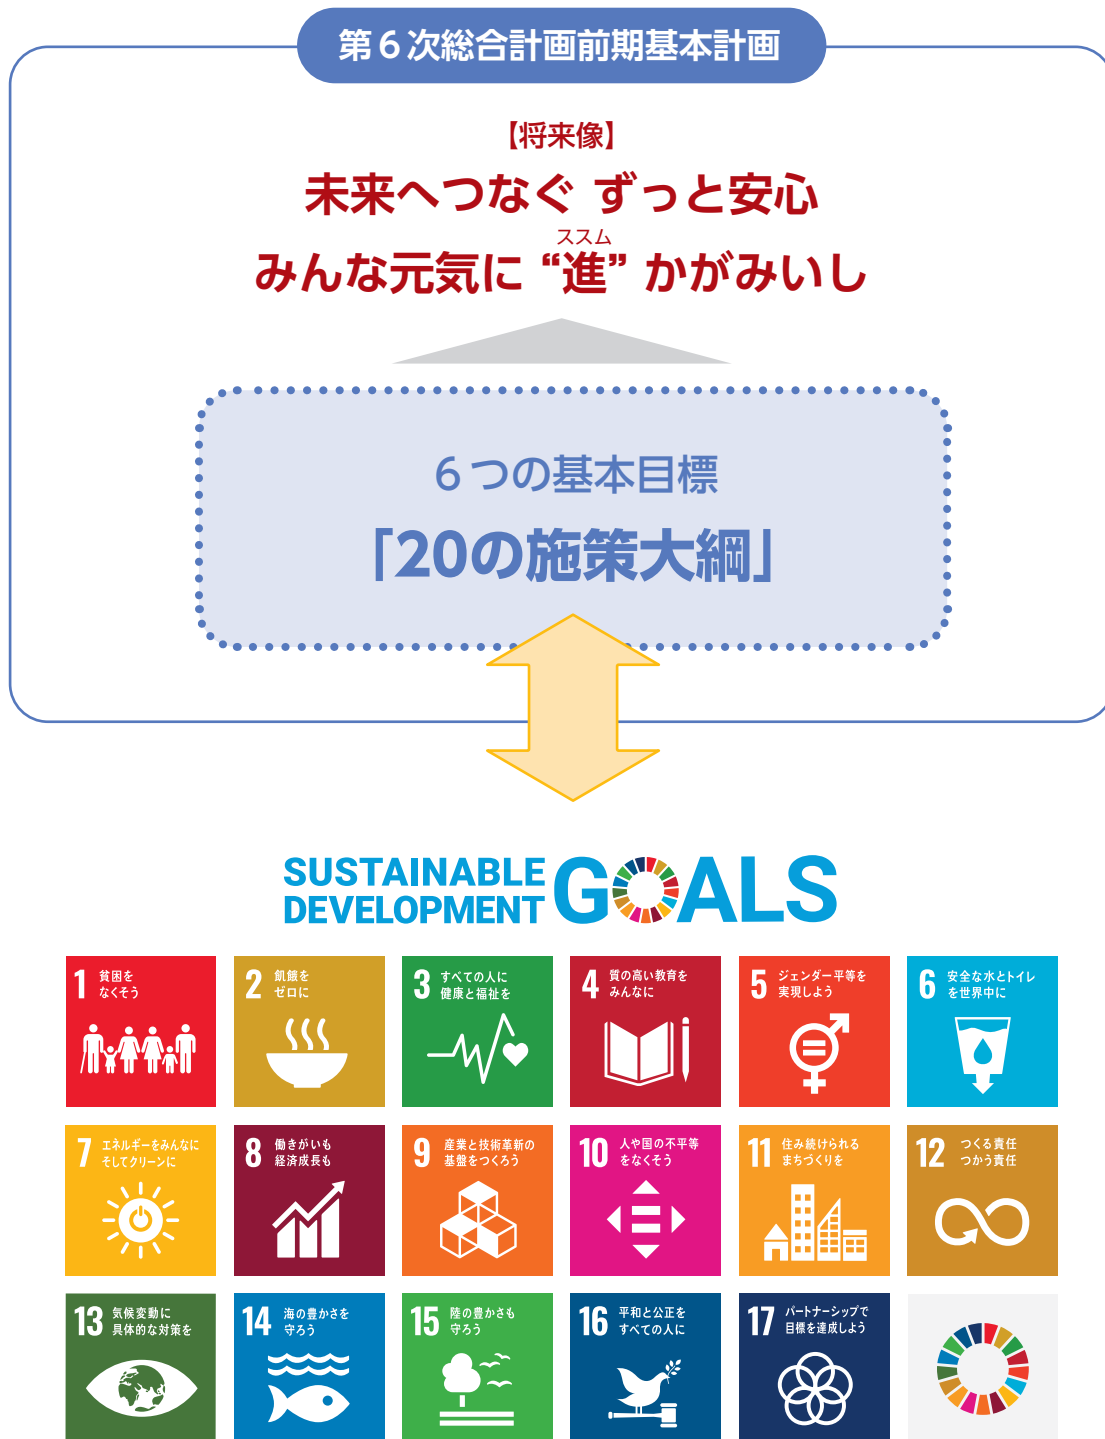 第６次総合計画前期基本計画
【将来像】
未来へつなぐ ずっと安心
ススム
みんな元気に “進” かがみいし
６つの基本目標
「20の施策大綱」
SUSTAINABLE
DEVELOPMENT
GOALS
1 貧困を
なくそう
2 飢餓を
ゼロに
3 すべての人に
健康と福祉を
4 質の高い教育を
みんなに
5 ジェンダー平等を
実現しよう
6 安全な水とトイレ
を世界中に
7 エネルギーをみんなに
そしてクリーンに
8 働きがいも
経済成長も
9 産業と技術革新の
基盤をつくろう
10 人や国の不平等
をなくそう
11 住み続けられる
まちづくりを
12 つくる責任
つかう責任
13 気候変動に
具体的な対策を
14 海の豊かさを
守ろう
15 陸の豊かさも
守ろう
16 平和と公正を
すべての人に
17 パートナーシップで
目標を達成しよう